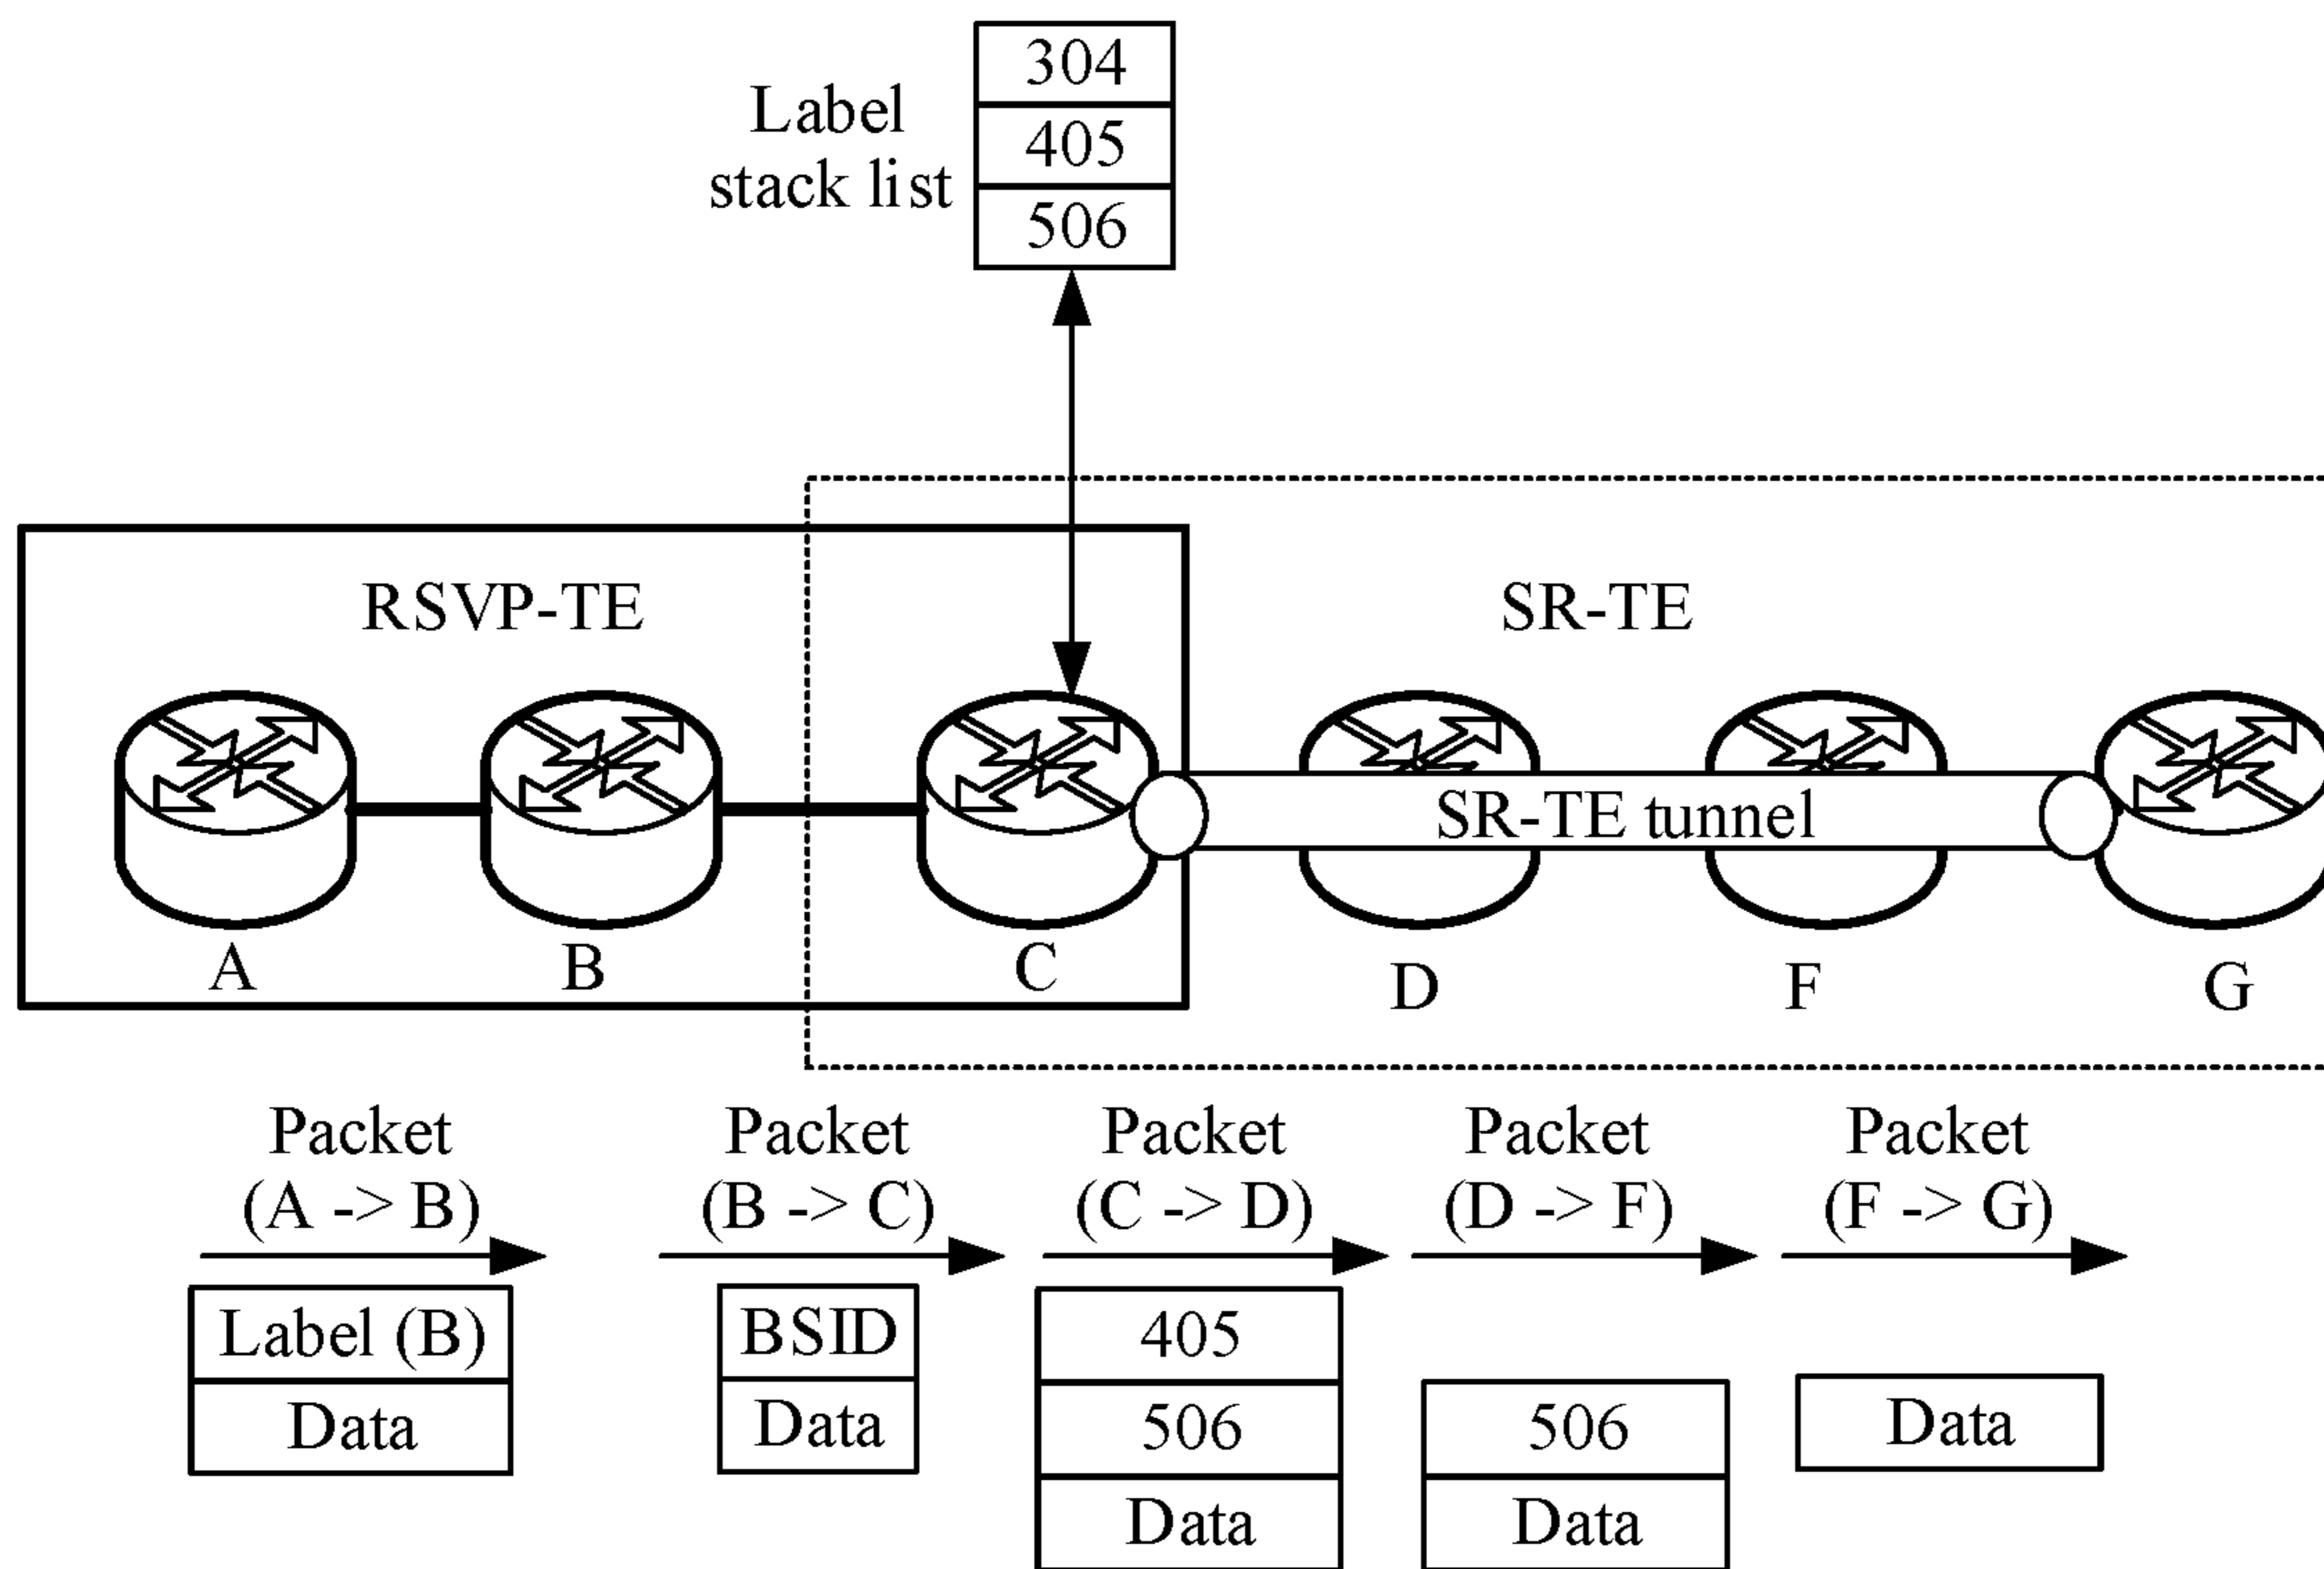 304
Label
stack list
405
506
RSVP-TE
SR-TE
SR-TE tunnel
A
B
C
D
F
G
Packet
(A -> B)
Label (B)
Data
Packet
(B -> C)
BSID
Data
Packet
(C -> D)
405
506
Data
Packet
(D -> F)
506
Data
Packet
(F -> G)
Data